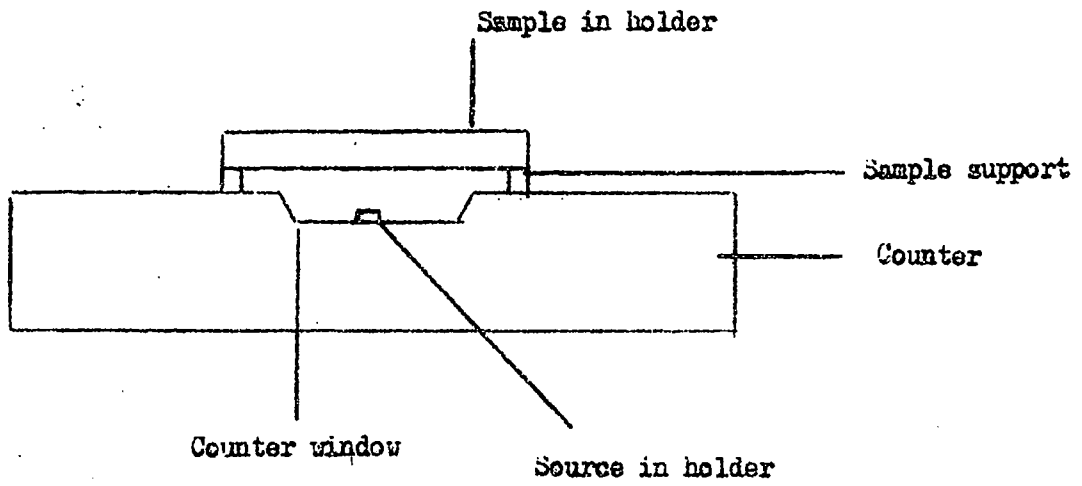 Sample in holder
Sample support
Counter
Counter window
Source in holder